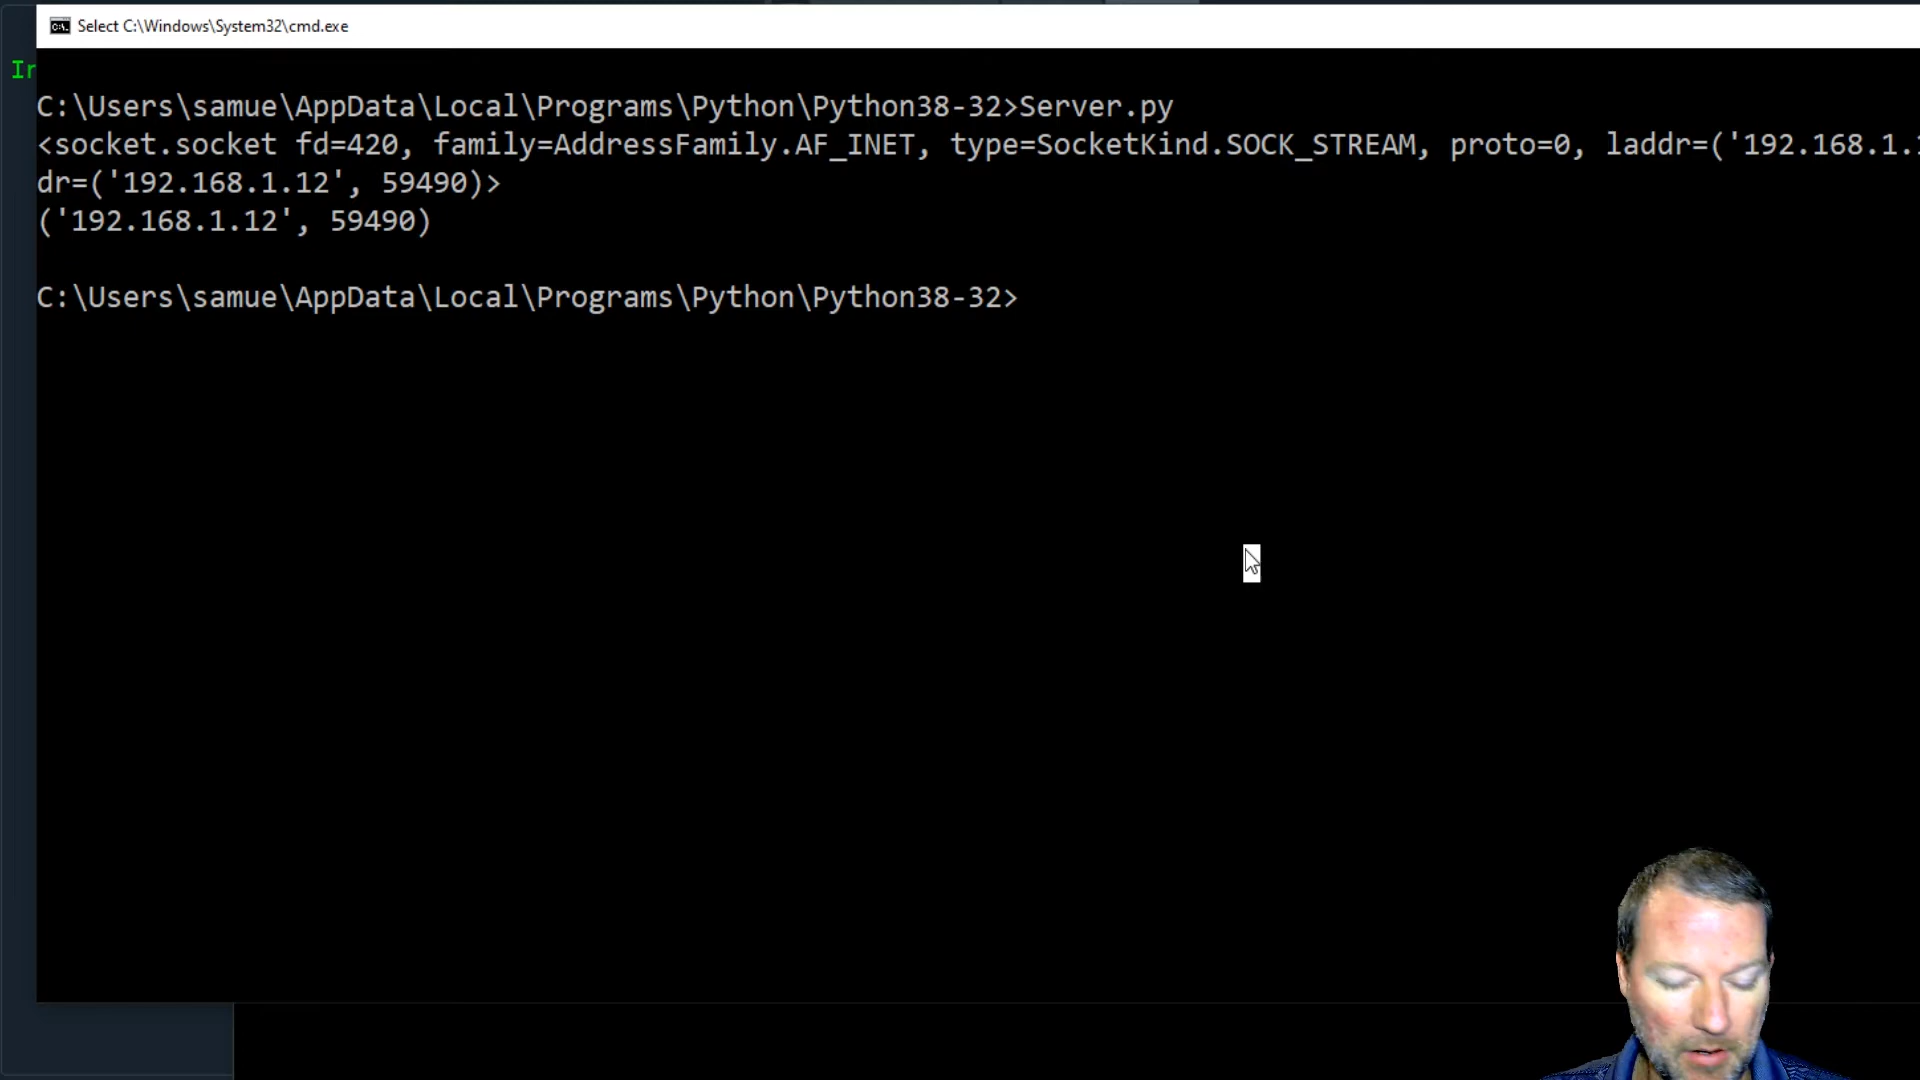 Select C:\Windows\System32\cmd.exe
In
C:\Users\samue\AppData\Local\Programs\Python\Python38-32>Server.py
<socket.socket fd=420, family=AddressFamily.AF_INET, type=SocketKind.SOCK_STREAM, proto=0, laddr=('192.168.1.1
dr=('192.168.1.12', 59490)>
('192.168.1.12', 59490)
C:\Users\samue\AppData\Local\Programs\Python\Python38-32>